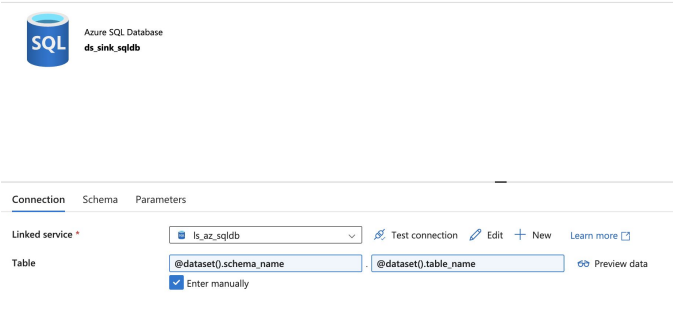 SQL
Azure SQL Database
ds_sink_sqldb
Connection Schema Parameters
Linked service * ls_az_sqldb Test connection Edit New Learn more
Table @dataset().schema_name . @dataset().table_name Preview data
Enter manually